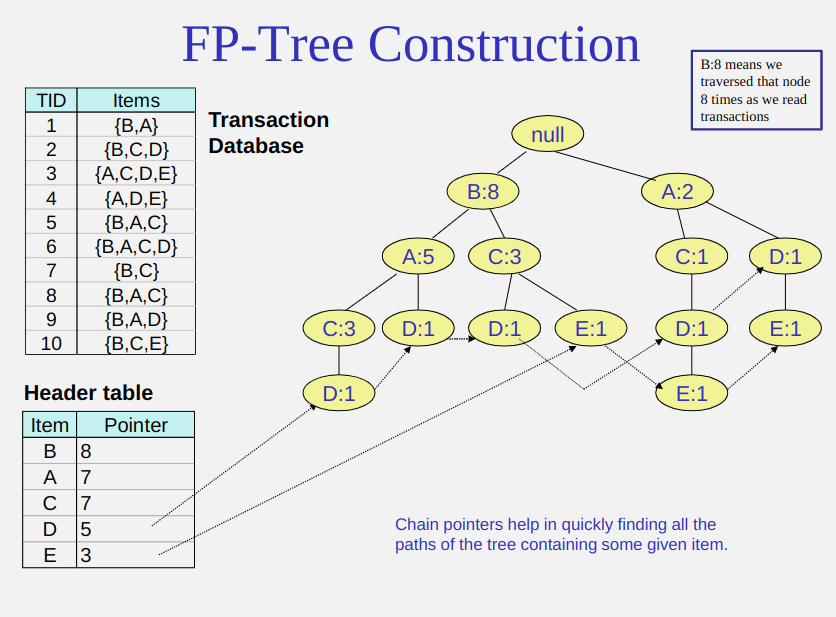 FP-Tree Construction
B:8 means we
traversed that node
8 times as we read
transactions
TID Items
1 {B,A}
2 {B,C,D}
3 {A,C,D,E}
4 {A,D,E}
5 {B,A,C}
6 {B,A,C,D}
7 {B,C}
8 {B,A,C}
9 {B,A,D}
10 {B,C,E}
Transaction
Database
null
B:8 A:2
A:5 C:3 C:1 D:1
C:3 D:1 D:1 E:1 D:1 E:1
D:1 E:1
Header table
Item Pointer
B 8
A 7
C 7
D 5
E 3
Chain pointers help in quickly finding all the
paths of the tree containing some given item.